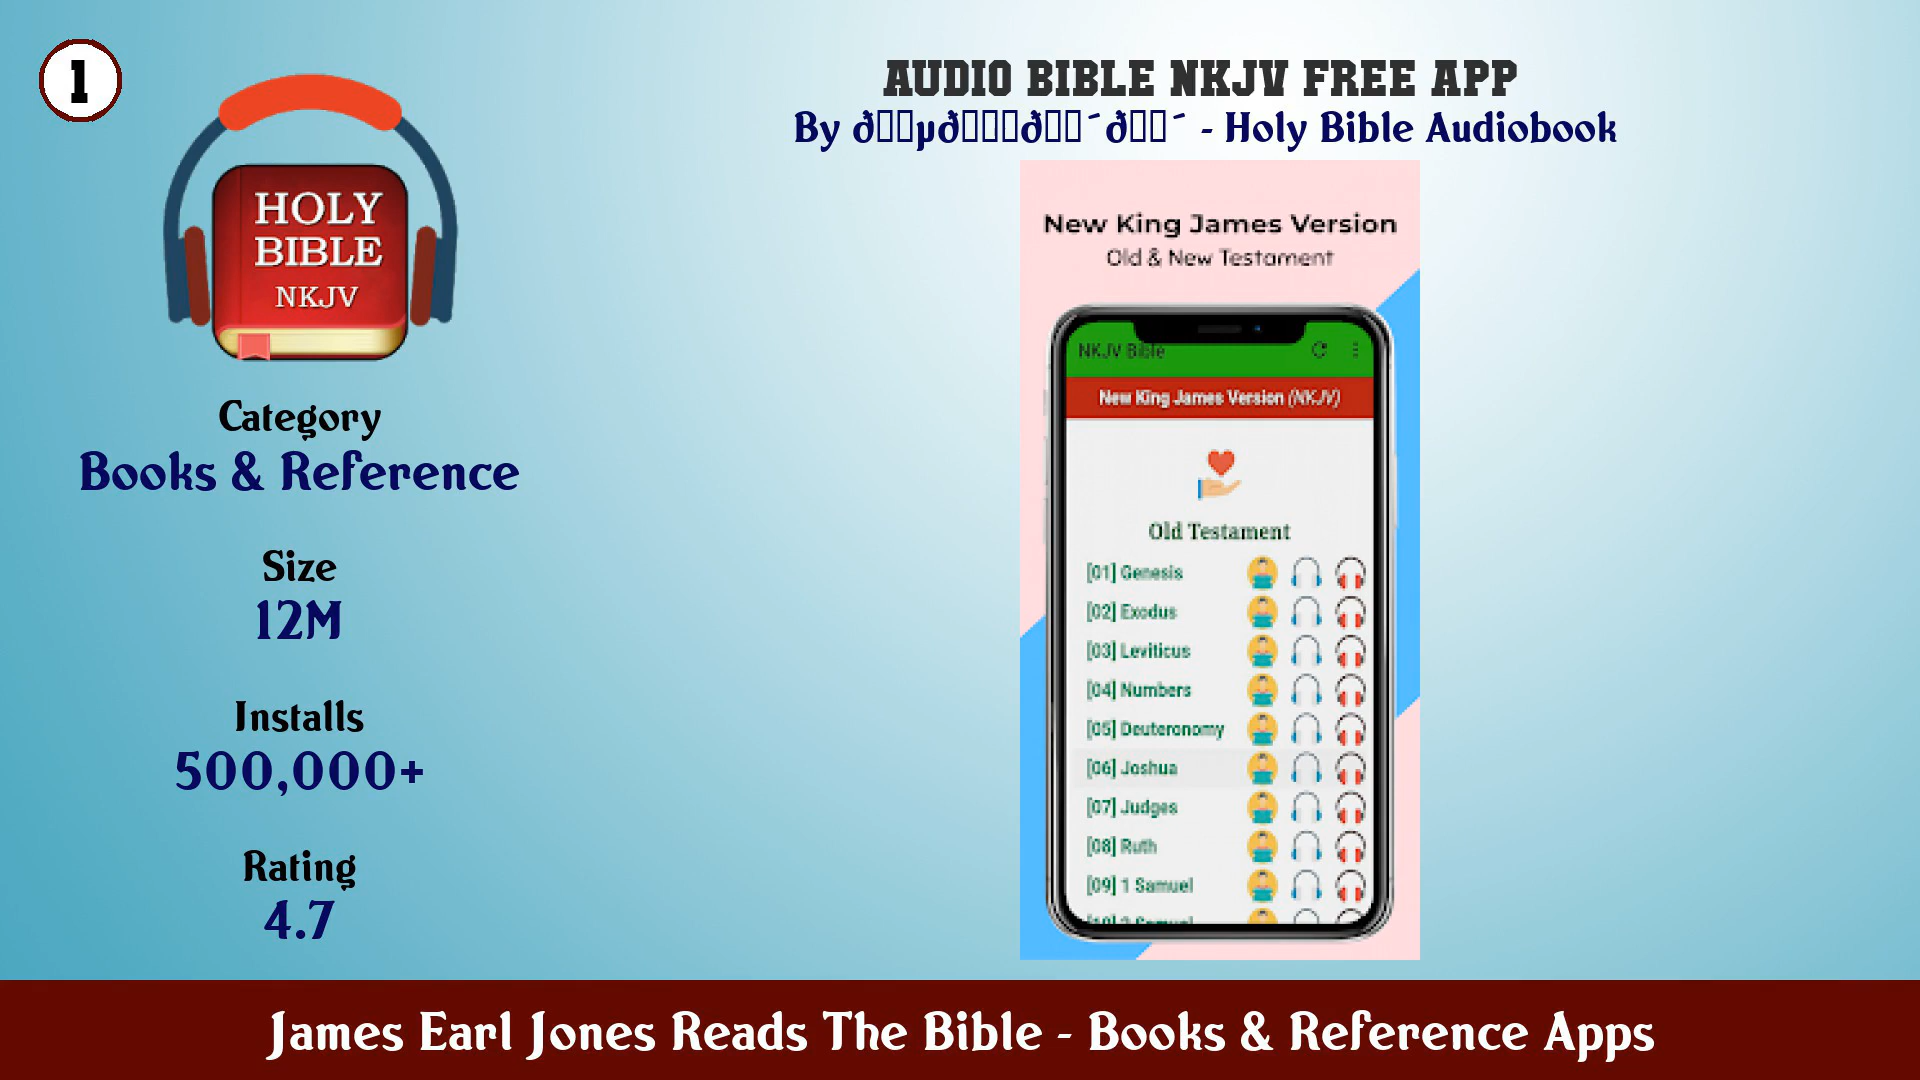 1
HOLY
BIBLE
NKJV
Category
Books & Reference
Size
12M
Installs
500,000+
Rating
4.7
AUDIO BIBLE NKJV FREE APP
By - Holy Bible Audiobook
New King James Version
Old & New Testament
NKJV Bible
New King James Version (NKJV)
Old Testament
[01] Genesis
[02] Exodus
[03] Leviticus
[04] Numbers
[05] Deuteronomy
[06] Joshua
[07] Judges
[08] Ruth
[09] 1 Samuel
James Earl Jones Reads The Bible - Books & Reference Apps